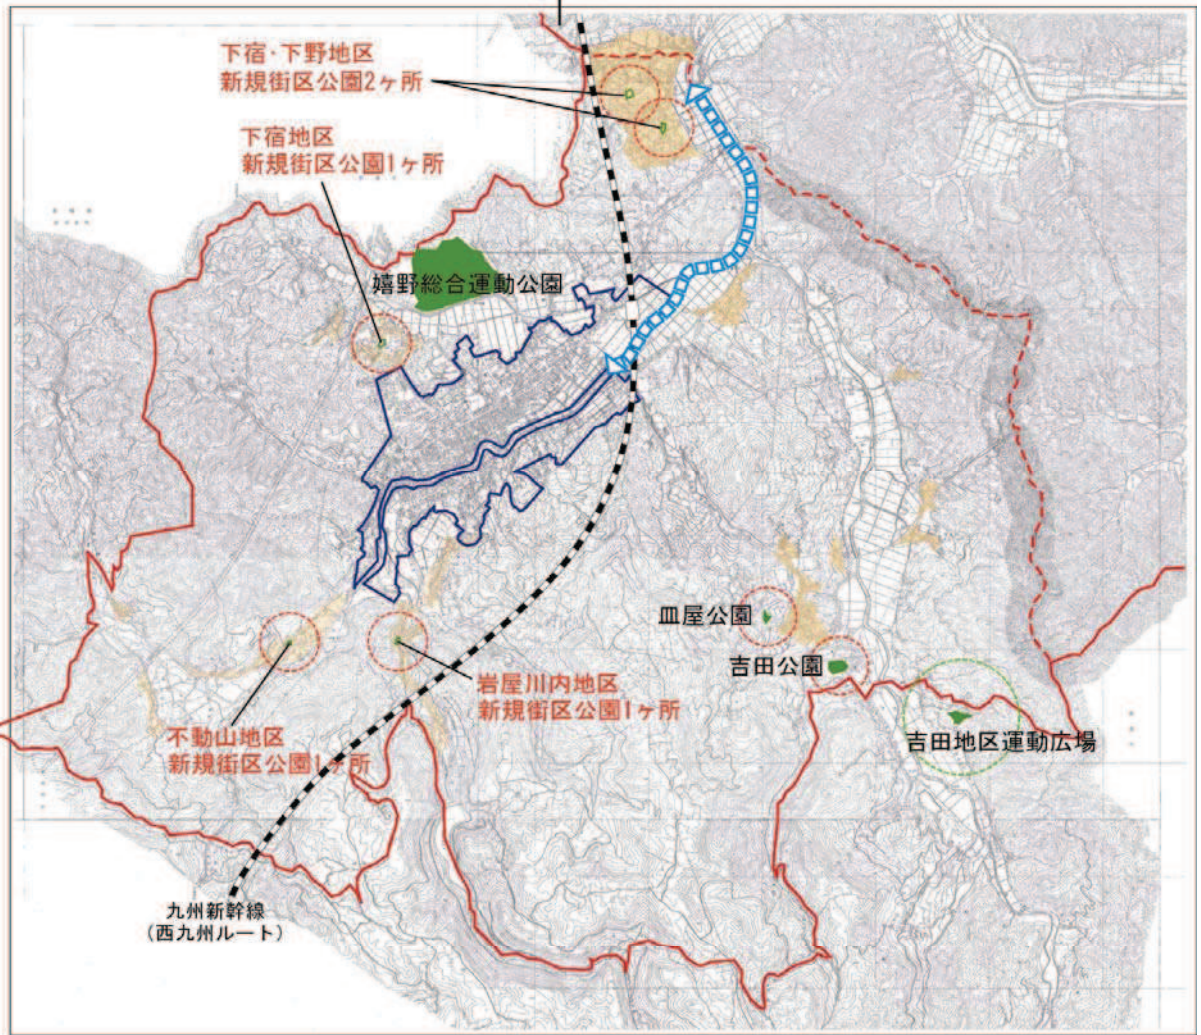 下宿・下野地区
新規街区公園2ヶ所
下宿地区
新規街区公園1ヶ所
嬉野総合運動公園
皿屋公園
吉田公園
岩屋川内地区
新規街区公園1ヶ所
吉田地区運動広場
不動山地区
新規街区公園1ヶ所
九州新幹線
(西九州ルート)